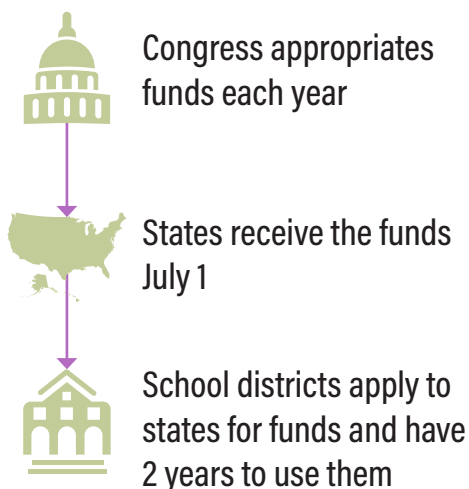 Congress appropriates
funds each year
States receive the funds
July 1
School districts apply to
states for funds and have
2 years to use them